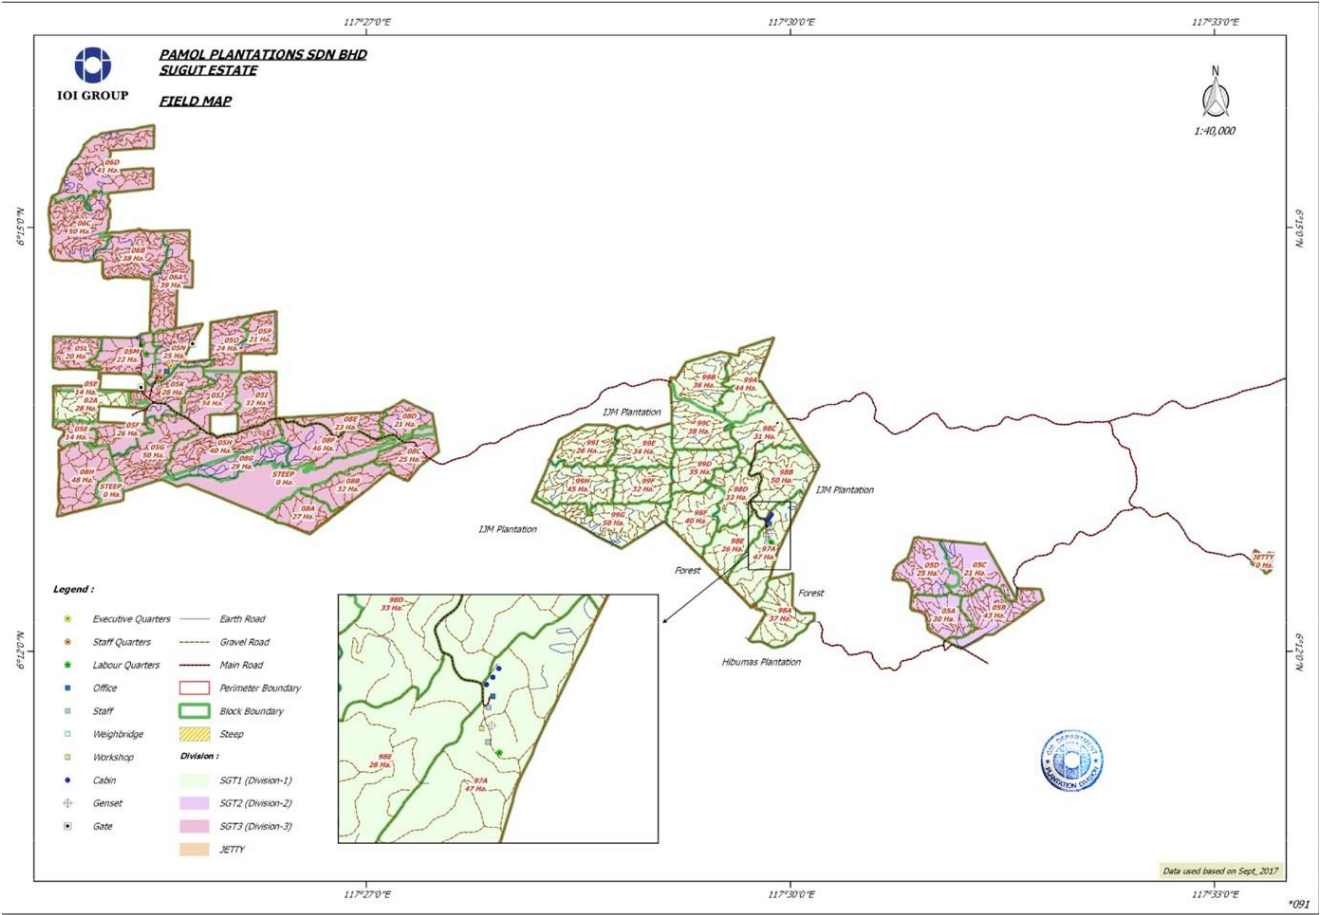 117°27'0"E
117°30'0"E
117°33'0"E
IOI GROUP
PAMOL PLANTATIONS SDN BHD
SUGUT ESTATE
FIELD MAP
N
1:40,000
6°15'0"N
6°15'0"N
06D
41 Ha.
06C
50 Ha.
06B
38 Ha.
06A
39 Ha.
05P
21 Ha.
05O
24 Ha.
05N
25 Ha.
05M
22 Ha.
05L
20 Ha.
05K
28 Ha.
05J
34 Ha.
05I
32 Ha.
05E
14 Ha.
02A
28 Ha.
05E
14 Ha.
05F
26 Ha.
05G
50 Ha.
05H
40 Ha.
08E
23 Ha.
08D
21 Ha.
08F
46 Ha.
08G
29 Ha.
08C
25 Ha.
STEEP
0 Ha.
08H
48 Ha.
STEEP
0 Ha.
08B
32 Ha.
08A
27 Ha.
99B
36 Ha.
99A
44 Ha.
IJM Plantation
99C
38 Ha.
98C
31 Ha.
99I
26 Ha.
99E
34 Ha.
99D
35 Ha.
98B
50 Ha.
99H
45 Ha.
99F
32 Ha.
98D
33 Ha.
IJM Plantation
99G
50 Ha.
98F
40 Ha.
IJM Plantation
98E
26 Ha.
97A
47 Ha.
Forest
Forest
98A
37 Ha.
Hibumas Plantation
05D
25 Ha.
05C
21 Ha.
05A
30 Ha.
05B
43 Ha.
JETTY
0 Ha.
6°12'0"N
6°12'0"N
Legend :
Executive Quarters
Staff Quarters
Labour Quarters
Office
Staff
Weighbridge
Workshop
Cabin
Genset
Gate
Earth Road
Gravel Road
Main Road
Perimeter Boundary
Block Boundary
Steep
Division :
SGT1 (Division-1)
SGT2 (Division-2)
SGT3 (Division-3)
JETTY
98D
33 Ha.
98E
26 Ha.
97A
47 Ha.
PLANTATION DIVISION
Data used based on Sept_2017
117°27'0"E
117°30'0"E
117°33'0"E
*091